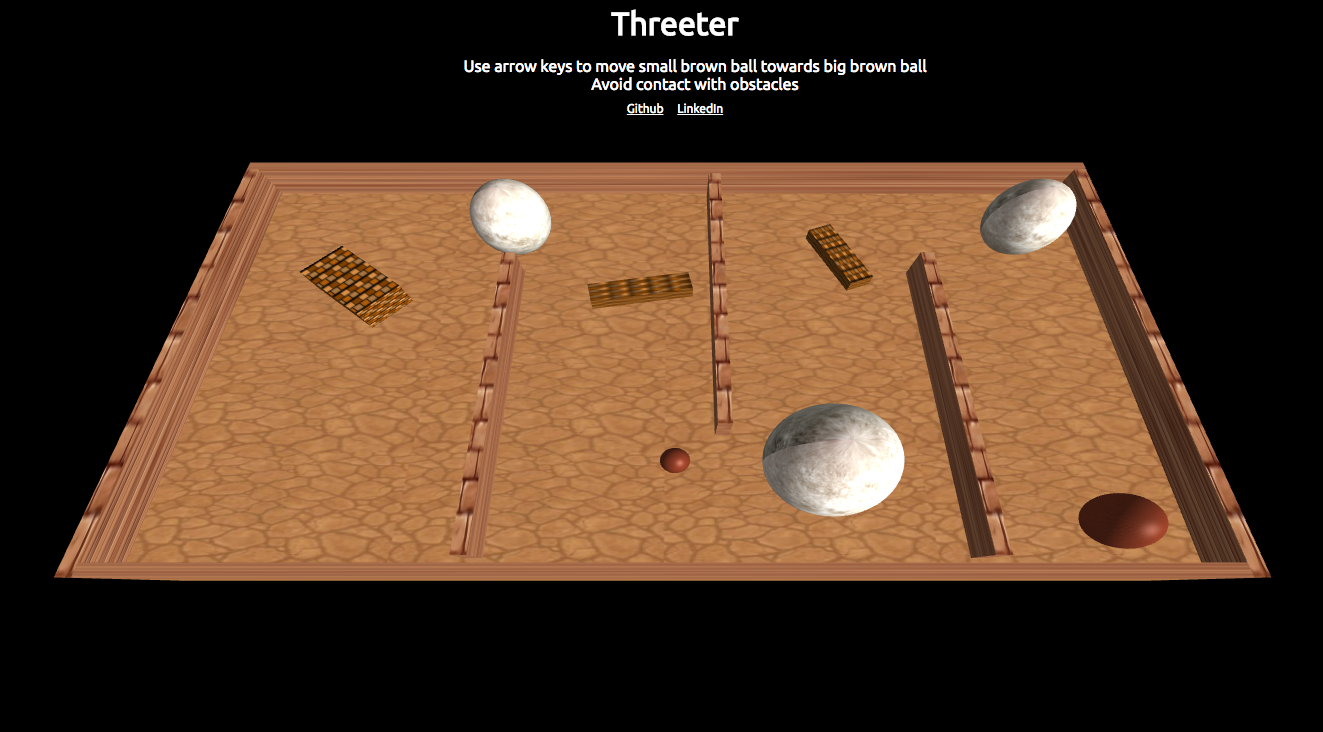 Threeter
Use arrow keys to move small brown ball towards big brown ball
Avoid contact with obstacles
Github LinkedIn